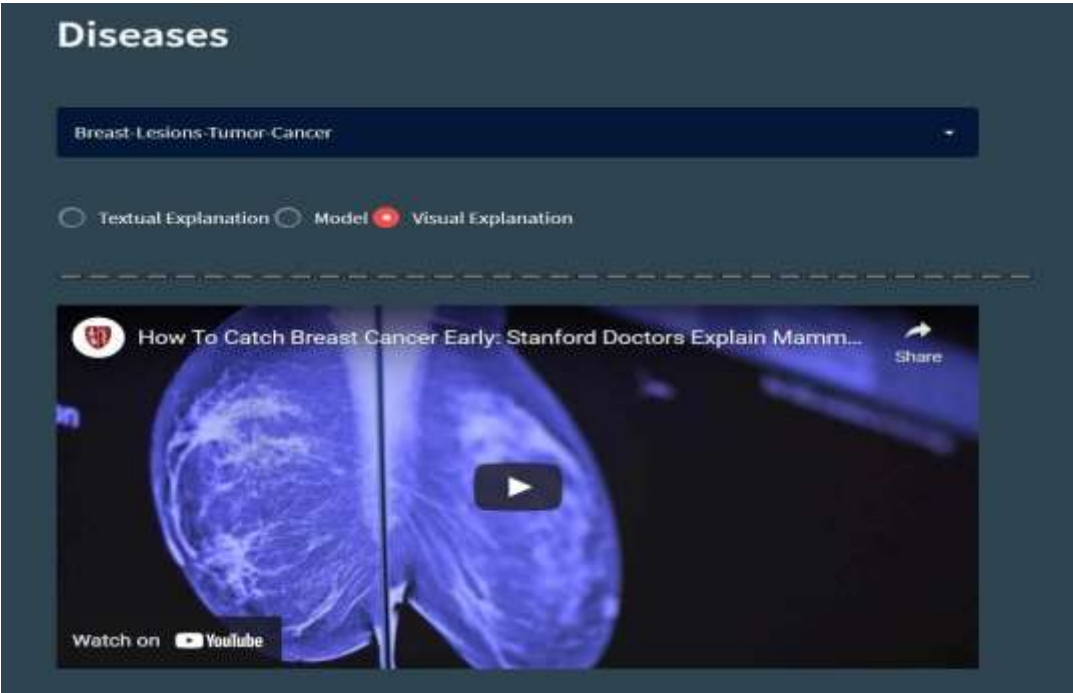 Diseases
Breast-Lesions-Tumor-Cancer
Textual Explanation Model Visual Explanation
How To Catch Breast Cancer Early: Stanford Doctors Explain Mamm...
Share
on
Watch on YouTube